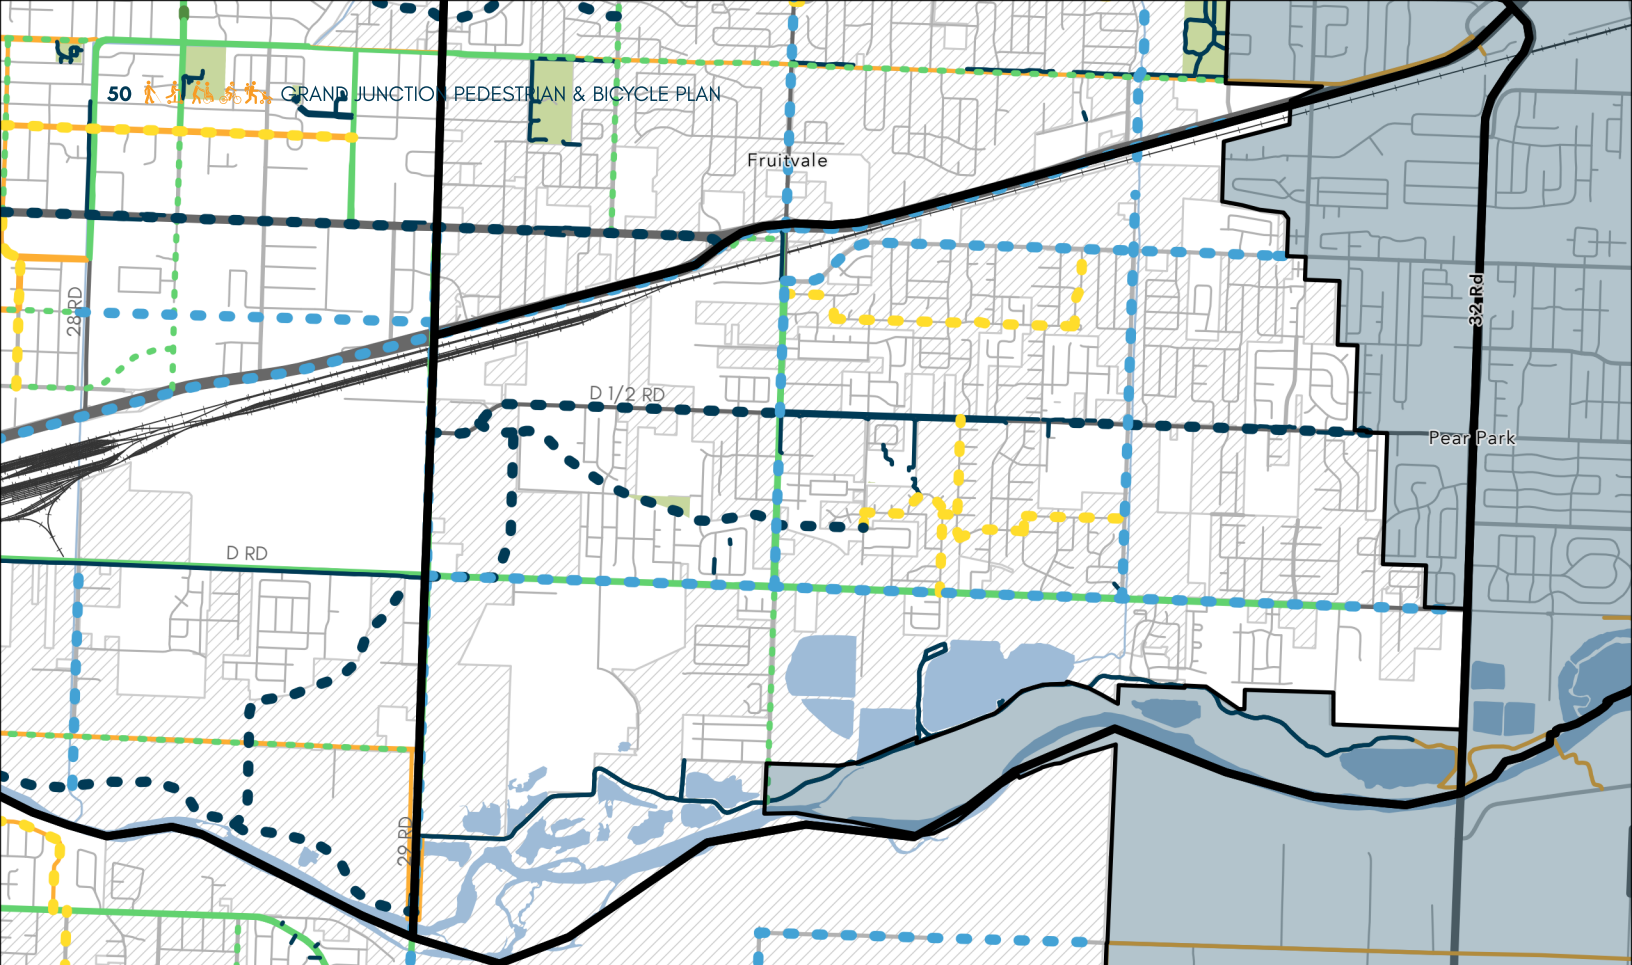 50 GRAND JUNCTION PEDESTRIAN & BICYCLE PLAN
Fruitvale
28 RD
32 Rd
D 1/2 RD
Pear Park
D RD
29 RD